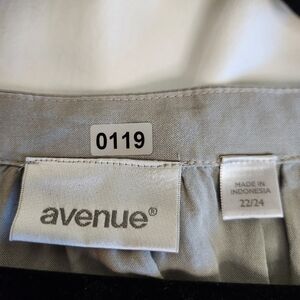 0119
avenue®
MADE IN
INDONESIA
22/24